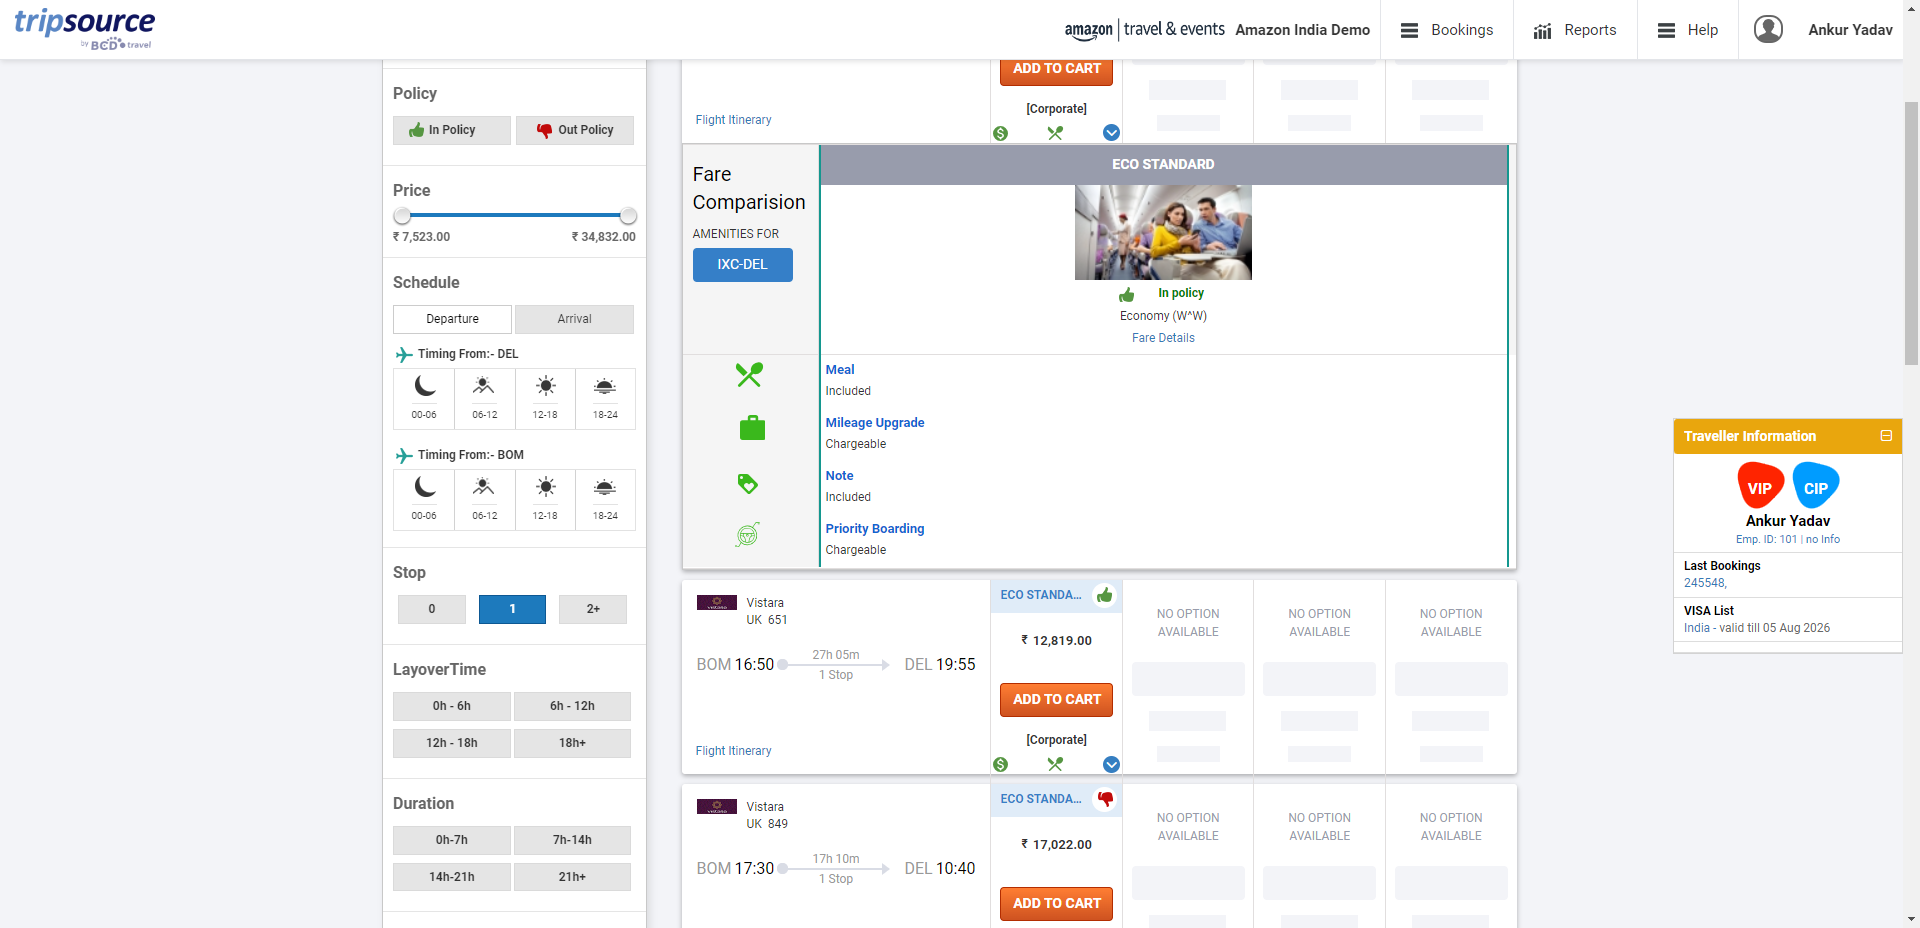 tripsource
by BCD travel
amazon travel & events
Amazon India Demo
Bookings
Reports
Help
Ankur Yadav
Policy
In Policy
Out Policy
Price
₹ 7,523.00
₹ 34,832.00
Schedule
Departure
Arrival
Timing From:- DEL
00-06
06-12
12-18
18-24
Timing From:- BOM
00-06
06-12
12-18
18-24
Stop
0
1
2+
LayoverTime
0h - 6h
6h - 12h
12h - 18h
18h+
Duration
0h-7h
7h-14h
14h-21h
21h+
ADD TO CART
[Corporate]
Flight Itinerary
Fare
Comparision
AMENITIES FOR
IXC-DEL
ECO STANDARD
In policy
Economy (W^W)
Fare Details
Meal
Included
Mileage Upgrade
Chargeable
Note
Included
Priority Boarding
Chargeable
Vistara
UK 651
BOM 16:50
27h 05m
1 Stop
DEL 19:55
Flight Itinerary
ECO STANDA...
₹ 12,819.00
ADD TO CART
[Corporate]
NO OPTION
AVAILABLE
NO OPTION
AVAILABLE
NO OPTION
AVAILABLE
Vistara
UK 849
BOM 17:30
17h 10m
1 Stop
DEL 10:40
ECO STANDA...
₹ 17,022.00
ADD TO CART
NO OPTION
AVAILABLE
NO OPTION
AVAILABLE
NO OPTION
AVAILABLE
Traveller Information
VIP
CIP
Ankur Yadav
Emp. ID: 101 | no Info
Last Bookings
245548,
VISA List
India - valid till 05 Aug 2026